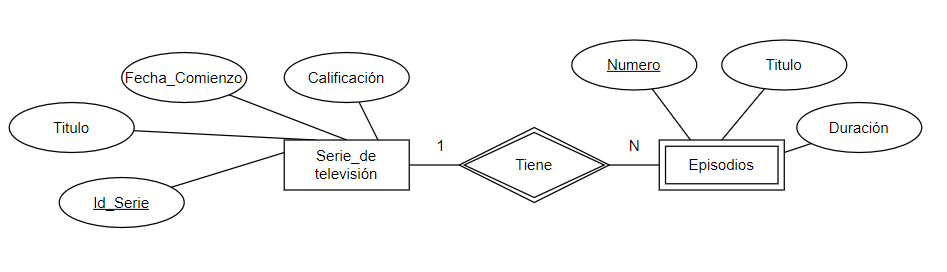 Fecha_Comienzo
Calificación
Titulo
Id_Serie
Serie_de
televisión
1
Tiene
N
Numero
Titulo
Duración
Episodios